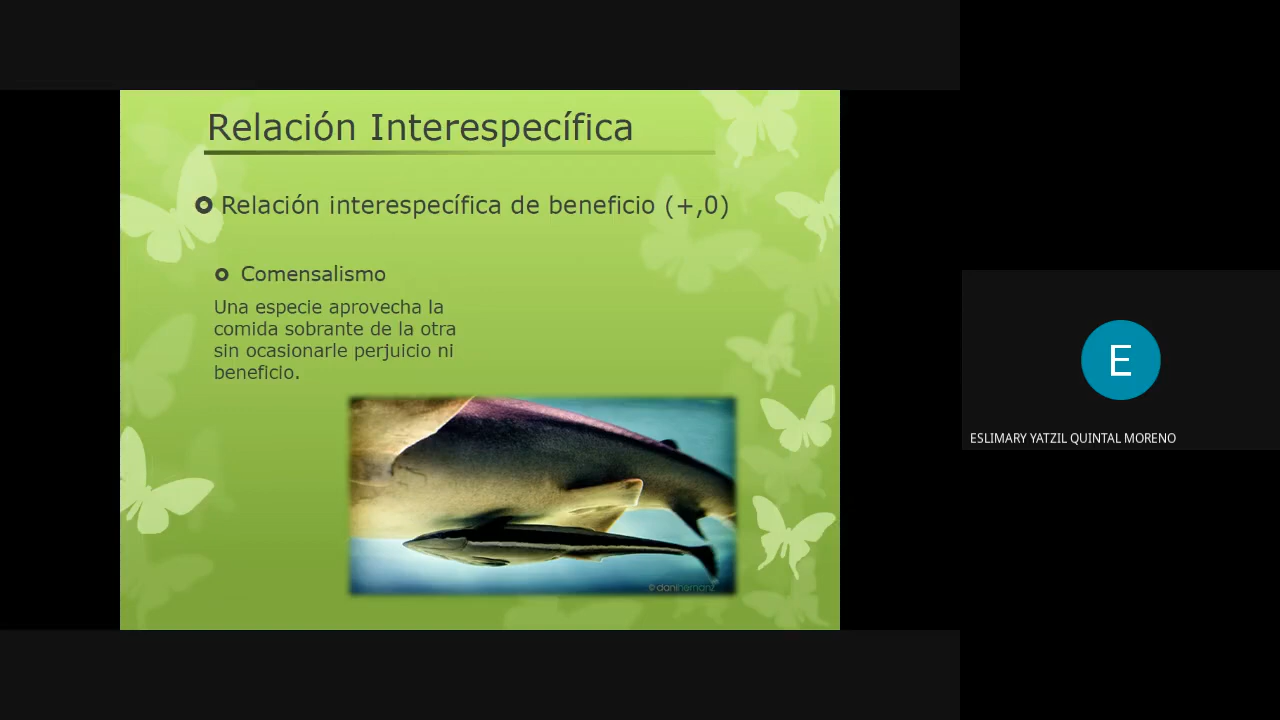 Relación Interespecífica
Relación interespecífica de beneficio (+,0)
Comensalismo
Una especie aprovecha la
comida sobrante de la otra
sin ocasionarle perjuicio ni
beneficio.
E
ESLIMARY YATZIL QUINTAL MORENO